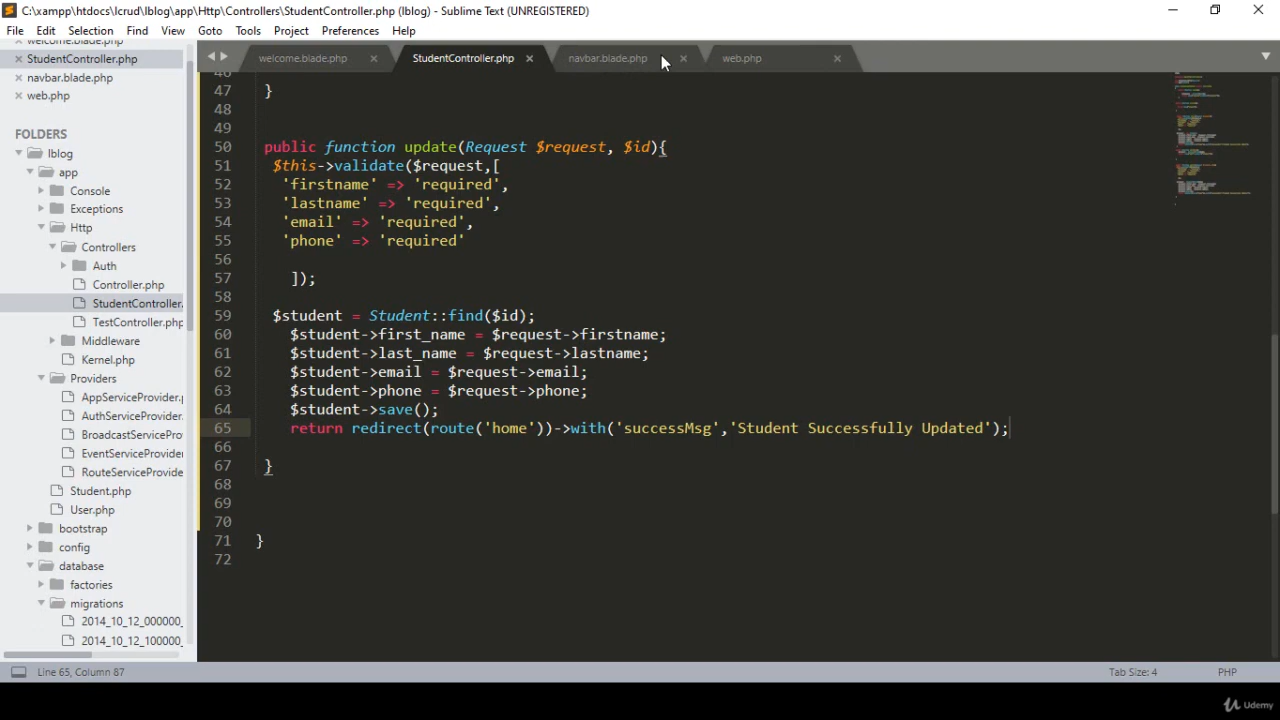 C:\xampp\htdocs\lcrud\lblog\app\Http\Controllers\StudentController.php (lblog) - Sublime Text (UNREGISTERED)
File Edit Selection Find View Goto Tools Project Preferences Help
welcome.blade.php
StudentController.php
navbar.blade.php
web.php
FOLDERS
lblog
app
Console
Exceptions
Http
Controllers
Auth
Controller.php
StudentController.
TestController.php
Middleware
Kernel.php
Providers
AppServiceProvider.p
AuthServiceProvider.
BroadcastServicePro
EventServiceProvider
RouteServiceProvide
Student.php
User.php
bootstrap
config
database
factories
migrations
2014_10_12_000000_
2014_10_12_100000_
welcome.blade.php StudentController.php navbar.blade.php web.php
46
47 }
48
49
50 public function update(Request $request, $id){
51 $this->validate($request,[
52 'firstname' => 'required',
53 'lastname' => 'required',
54 'email' => 'required',
55 'phone' => 'required'
56
57 ]);
58
59 $student = Student::find($id);
60 $student->first_name = $request->firstname;
61 $student->last_name = $request->lastname;
62 $student->email = $request->email;
63 $student->phone = $request->phone;
64 $student->save();
65 return redirect(route('home'))->with('successMsg','Student Successfully Updated');
66
67 }
68
69
70
71 }
72
Line 65, Column 87 Tab Size: 4 PHP
Udemy